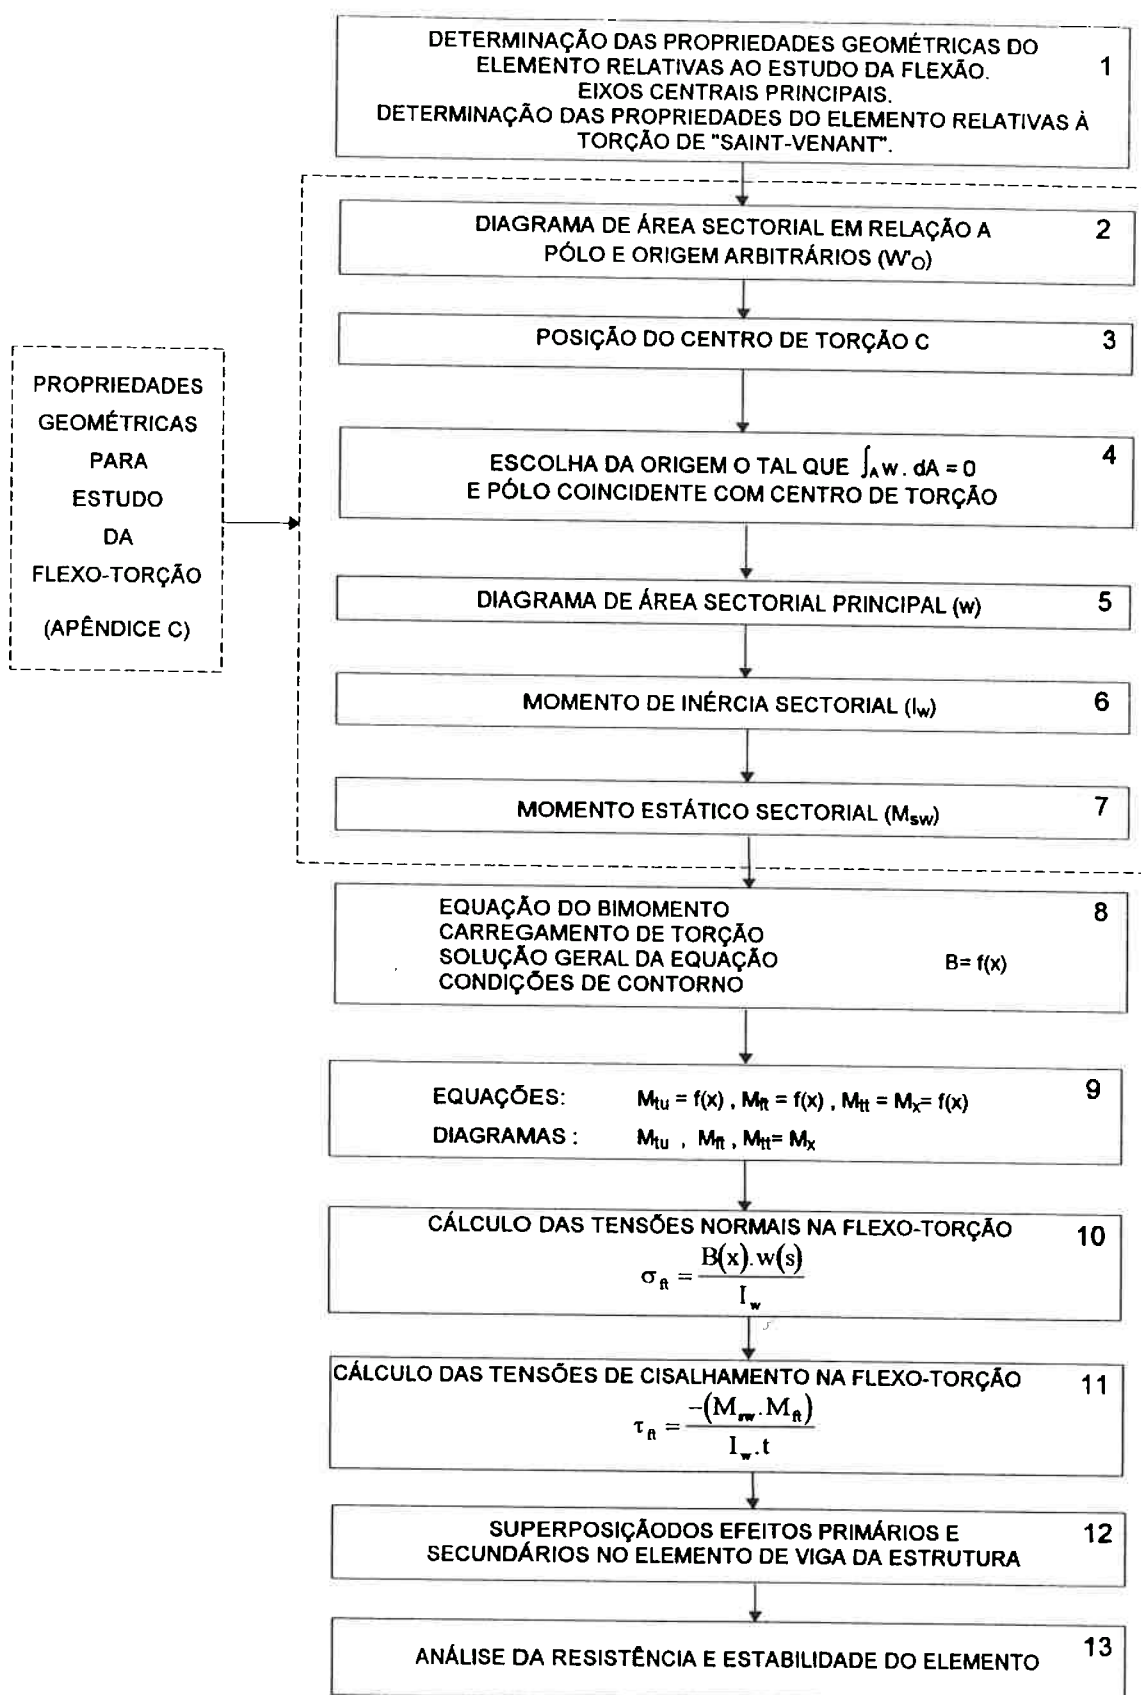 DETERMINAÇÃO DAS PROPRIEDADES GEOMÉTRICAS DO
ELEMENTO RELATIVAS AO ESTUDO DA FLEXÃO.
EIXOS CENTRAIS PRINCIPAIS.
DETERMINAÇÃO DAS PROPRIEDADES DO ELEMENTO RELATIVAS À
TORÇÃO DE "SAINT-VENANT".
1
DIAGRAMA DE ÁREA SECTORIAL EM RELAÇÃO A
PÓLO E ORIGEM ARBITRÁRIOS (W'O)
2
POSIÇÃO DO CENTRO DE TORÇÃO C
3
ESCOLHA DA ORIGEM O TAL QUE ∫A w . dA = 0
E PÓLO COINCIDENTE COM CENTRO DE TORÇÃO
4
DIAGRAMA DE ÁREA SECTORIAL PRINCIPAL (w)
5
MOMENTO DE INÉRCIA SECTORIAL (Iw)
6
MOMENTO ESTÁTICO SECTORIAL (Msw)
7
PROPRIEDADES
GEOMÉTRICAS
PARA
ESTUDO
DA
FLEXO-TORÇÃO
(APÊNDICE C)
EQUAÇÃO DO BIMOMENTO
CARREGAMENTO DE TORÇÃO
SOLUÇÃO GERAL DA EQUAÇÃO B= f(x)
CONDIÇÕES DE CONTORNO
8
EQUAÇÕES: Mtu = f(x) , Mft = f(x) , Mtt = Mx= f(x)
DIAGRAMAS : Mtu , Mft , Mtt= Mx
9
CÁLCULO DAS TENSÕES NORMAIS NA FLEXO-TORÇÃO
σft = B(x).w(s) / Iw
10
CÁLCULO DAS TENSÕES DE CISALHAMENTO NA FLEXO-TORÇÃO
τft = -(Msw.Mft) / Iw.t
11
SUPERPOSIÇÃODOS EFEITOS PRIMÁRIOS E
SECUNDÁRIOS NO ELEMENTO DE VIGA DA ESTRUTURA
12
ANÁLISE DA RESISTÊNCIA E ESTABILIDADE DO ELEMENTO
13